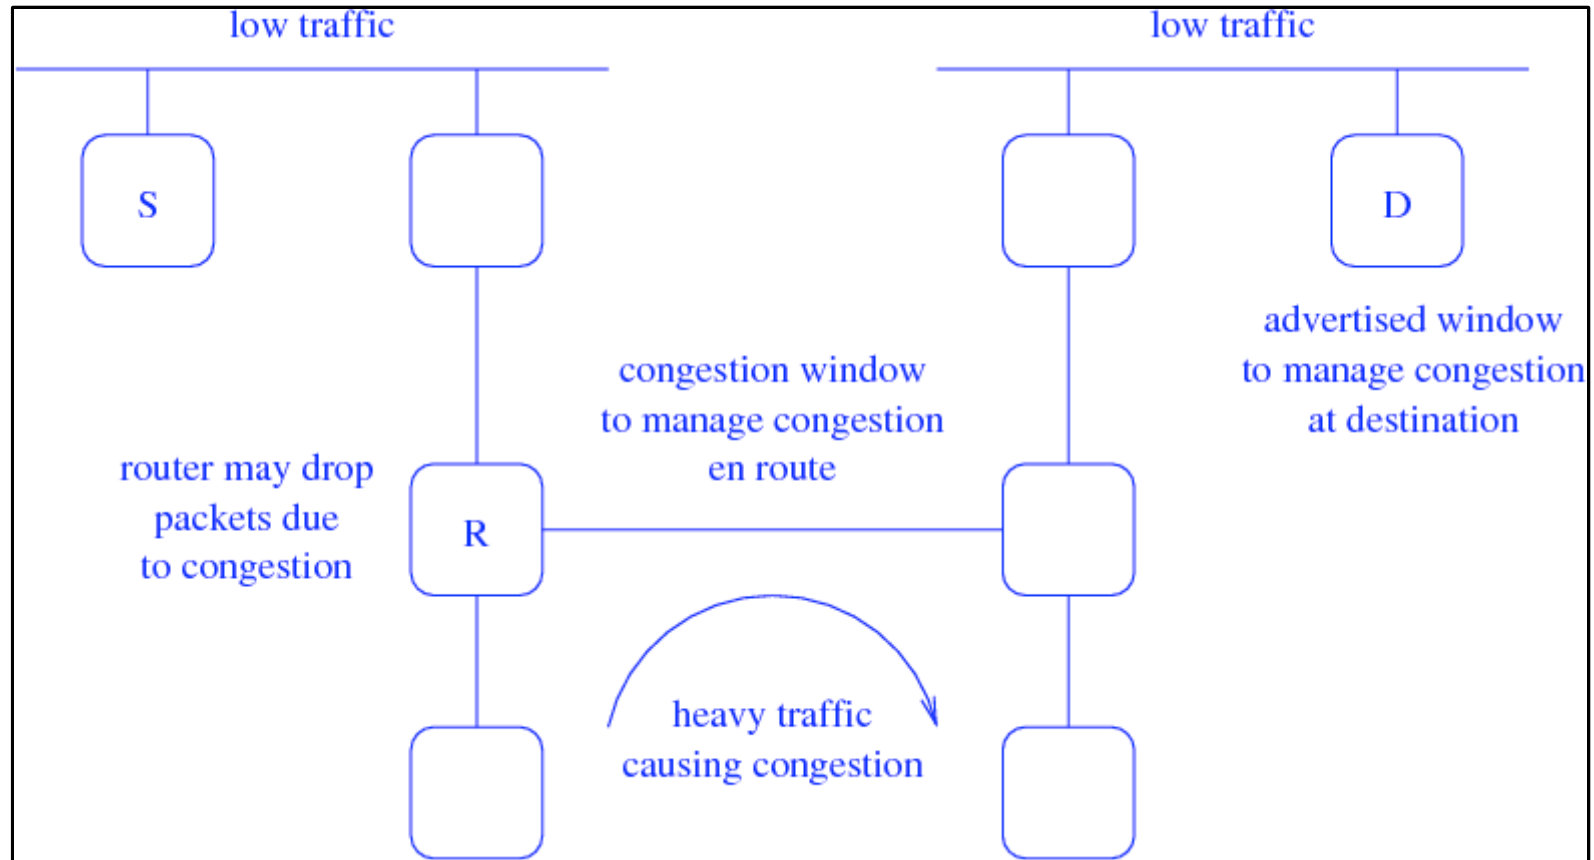 low traffic
low traffic
S
D
advertised window
to manage congestion
at destination
congestion window
to manage congestion
en route
router may drop
packets due
to congestion
R
heavy traffic
causing congestion